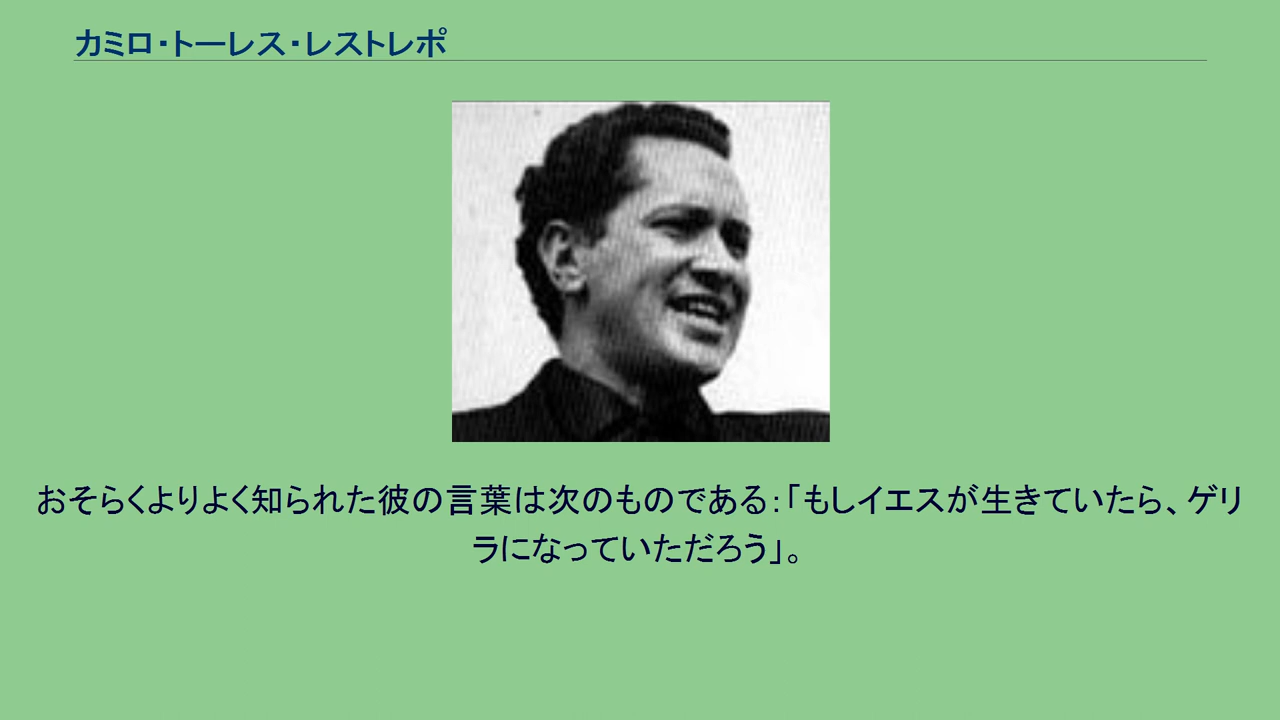 カミロ・トーレス・レストレポ
おそらくよりよく知られた彼の言葉は次のものである：「もしイエスが生きていたら、ゲリ
ラになっていただろう」。